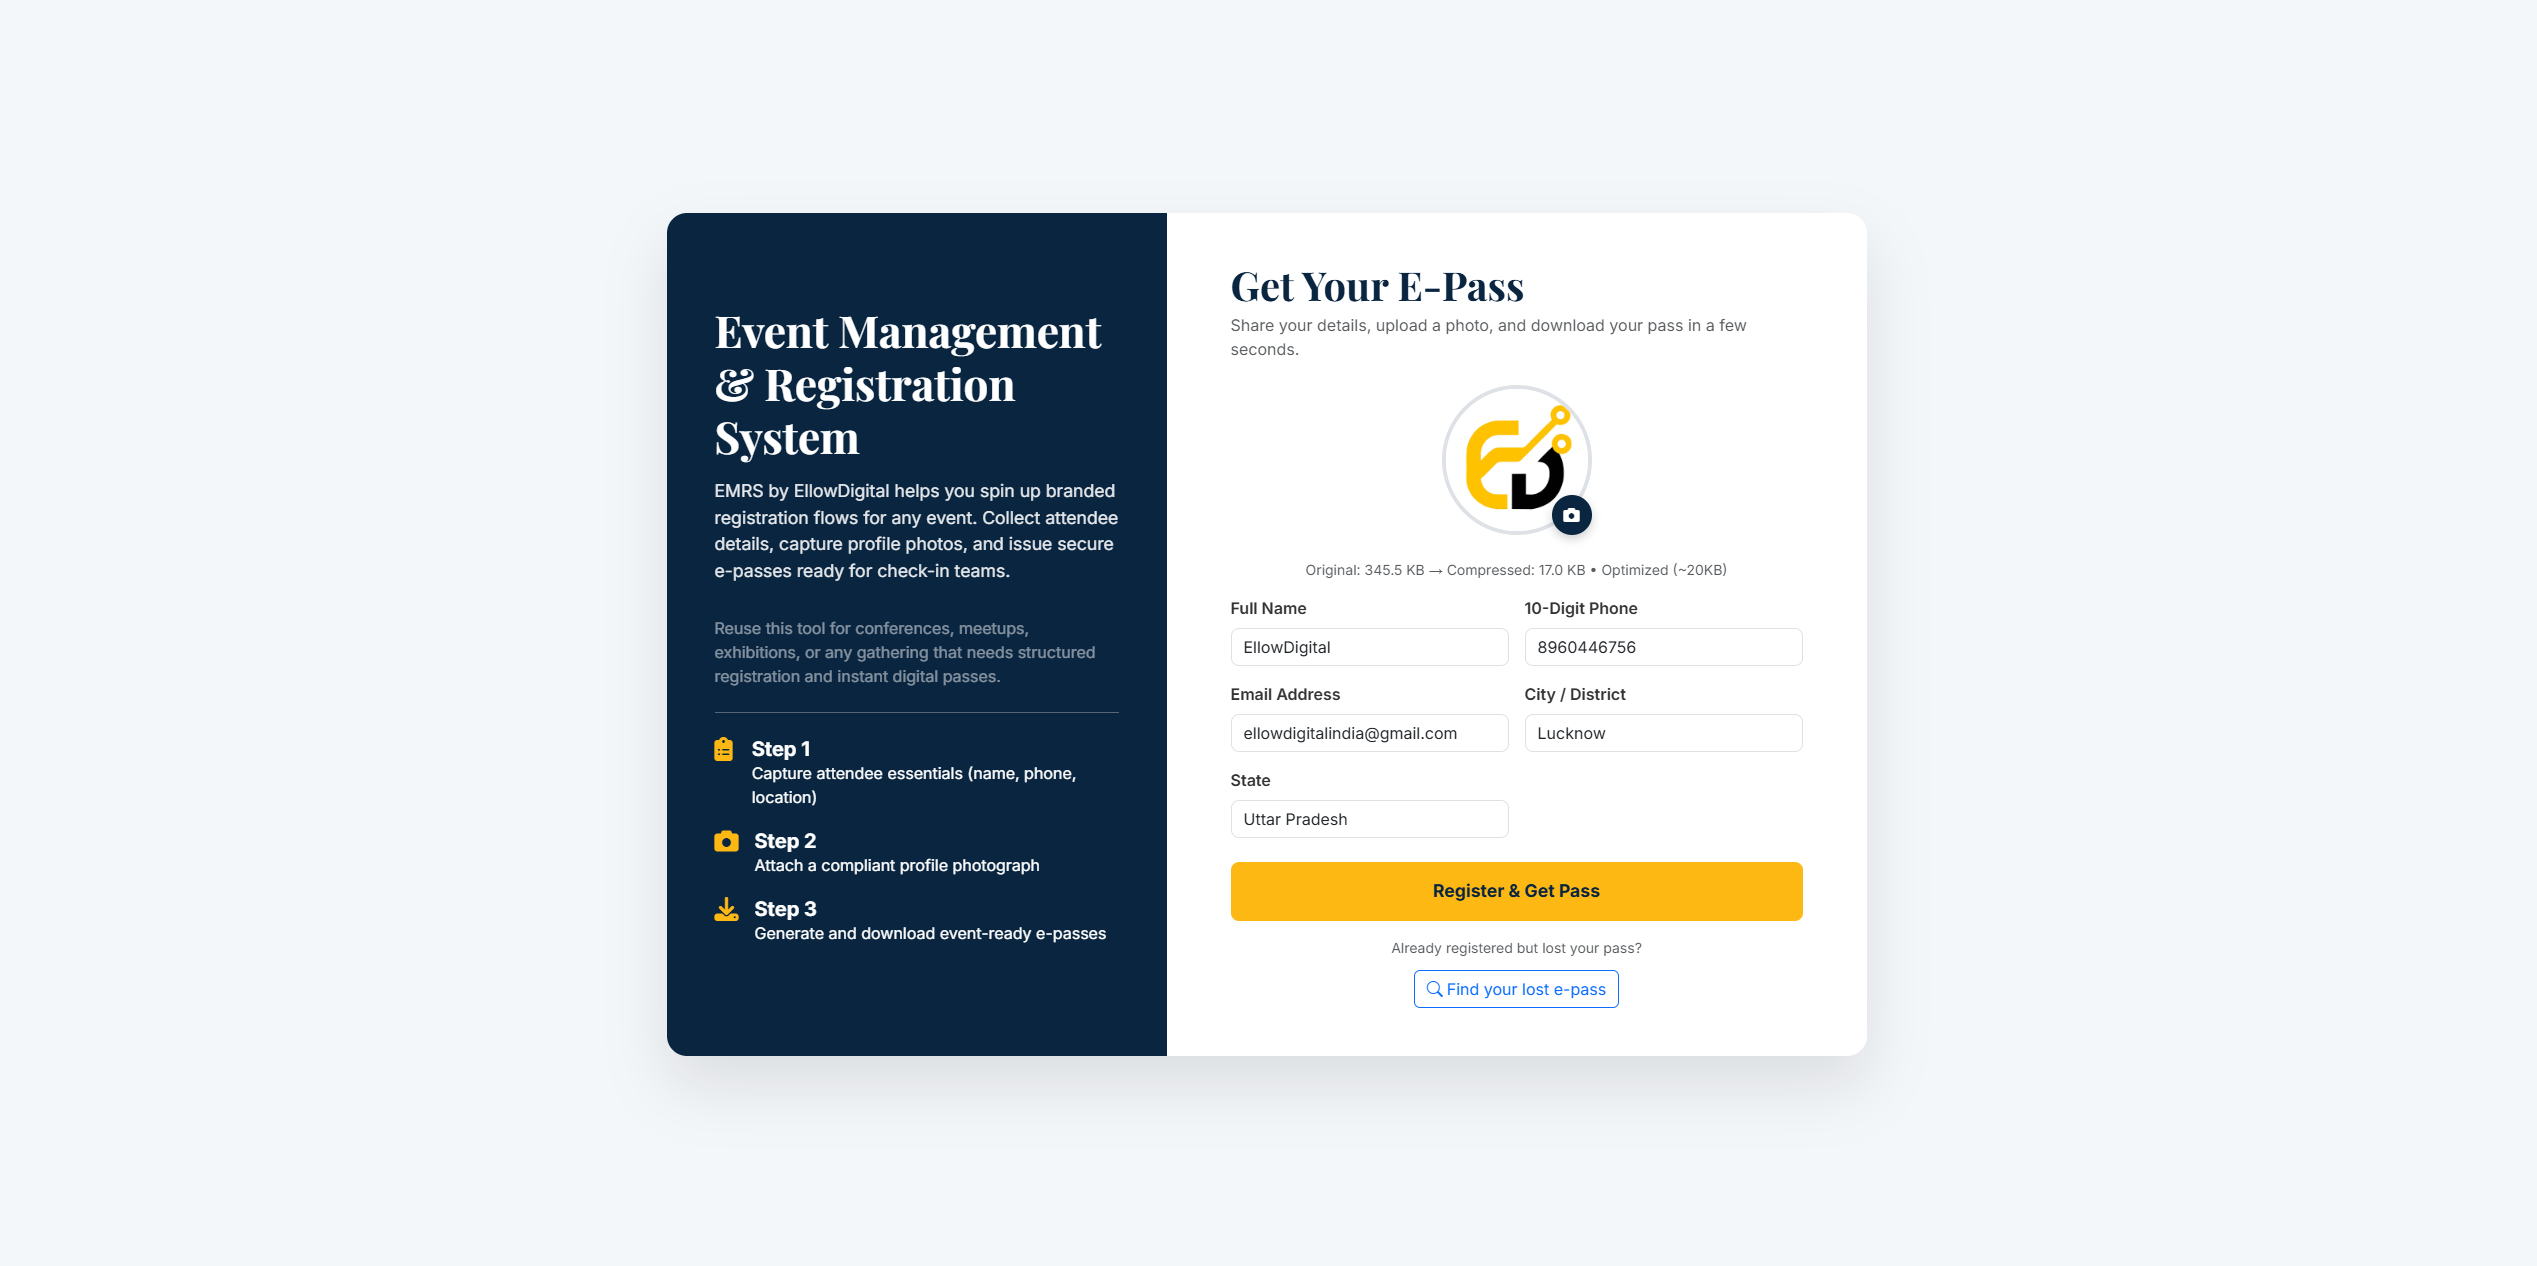 Event Management
& Registration
System
EMRS by EllowDigital helps you spin up branded
registration flows for any event. Collect attendee
details, capture profile photos, and issue secure
e-passes ready for check-in teams.
Reuse this tool for conferences, meetups,
exhibitions, or any gathering that needs structured
registration and instant digital passes.
Step 1
Capture attendee essentials (name, phone,
location)
Step 2
Attach a compliant profile photograph
Step 3
Generate and download event-ready e-passes
Get Your E-Pass
Share your details, upload a photo, and download your pass in a few
seconds.
ED
Original: 345.5 KB → Compressed: 17.0 KB • Optimized (~20KB)
Full Name
EllowDigital
10-Digit Phone
8960446756
Email Address
ellowdigitalindia@gmail.com
City / District
Lucknow
State
Uttar Pradesh
Register & Get Pass
Already registered but lost your pass?
Find your lost e-pass